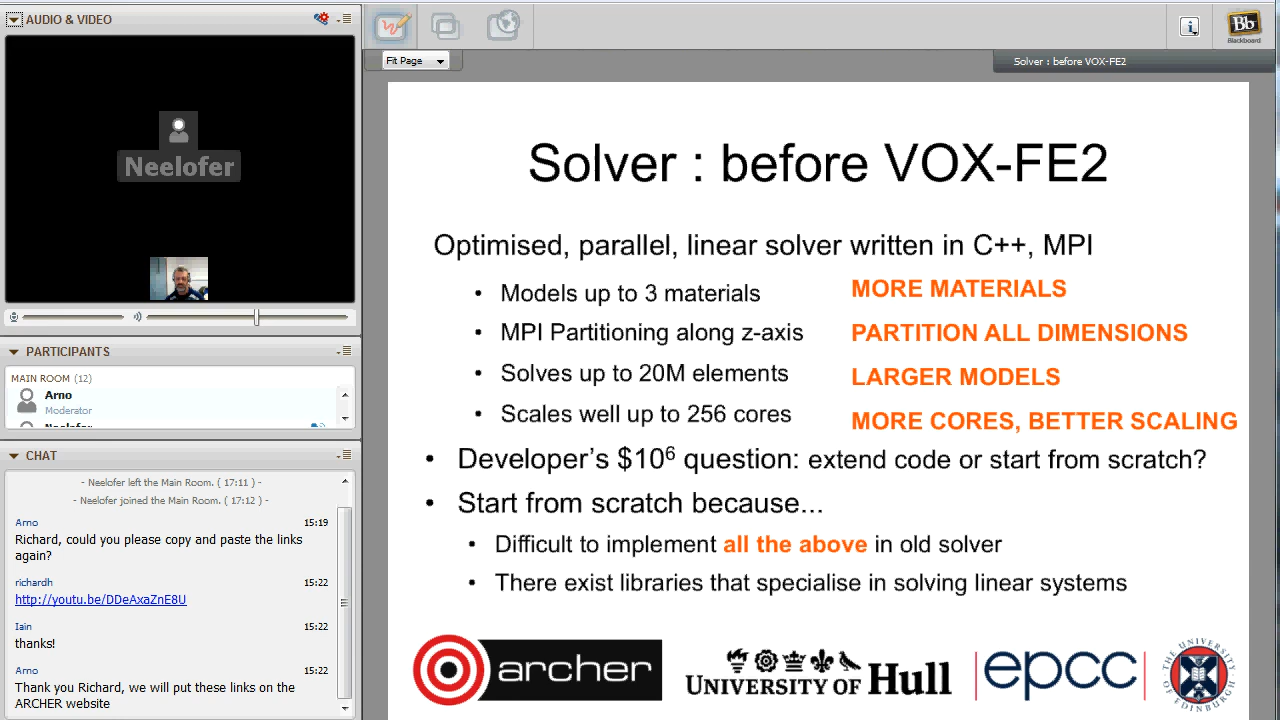 AUDIO & VIDEO
Neelofer
PARTICIPANTS
MAIN ROOM (12)
Arno
Moderator
Neelofer
CHAT
- Neelofer left the Main Room. ( 17:11 ) -
- Neelofer joined the Main Room. ( 17:12 ) -
Arno 15:19
Richard, could you please copy and paste the links
again?
richardh 15:22
http://youtu.be/DDeAxaZnE8U
Iain 15:22
thanks!
Arno 15:22
Thank you Richard, we will put these links on the
ARCHER website
Bb
Blackboard
Fit Page
Solver : before VOX-FE2
Solver : before VOX-FE2
Optimised, parallel, linear solver written in C++, MPI
• Models up to 3 materials MORE MATERIALS
• MPI Partitioning along z-axis PARTITION ALL DIMENSIONS
• Solves up to 20M elements LARGER MODELS
• Scales well up to 256 cores MORE CORES, BETTER SCALING
• Developer's $10⁶ question: extend code or start from scratch?
• Start from scratch because...
• Difficult to implement all the above in old solver
• There exist libraries that specialise in solving linear systems
archer
UNIVERSITY OF Hull
epcc
THE UNIVERSITY OF EDINBURGH